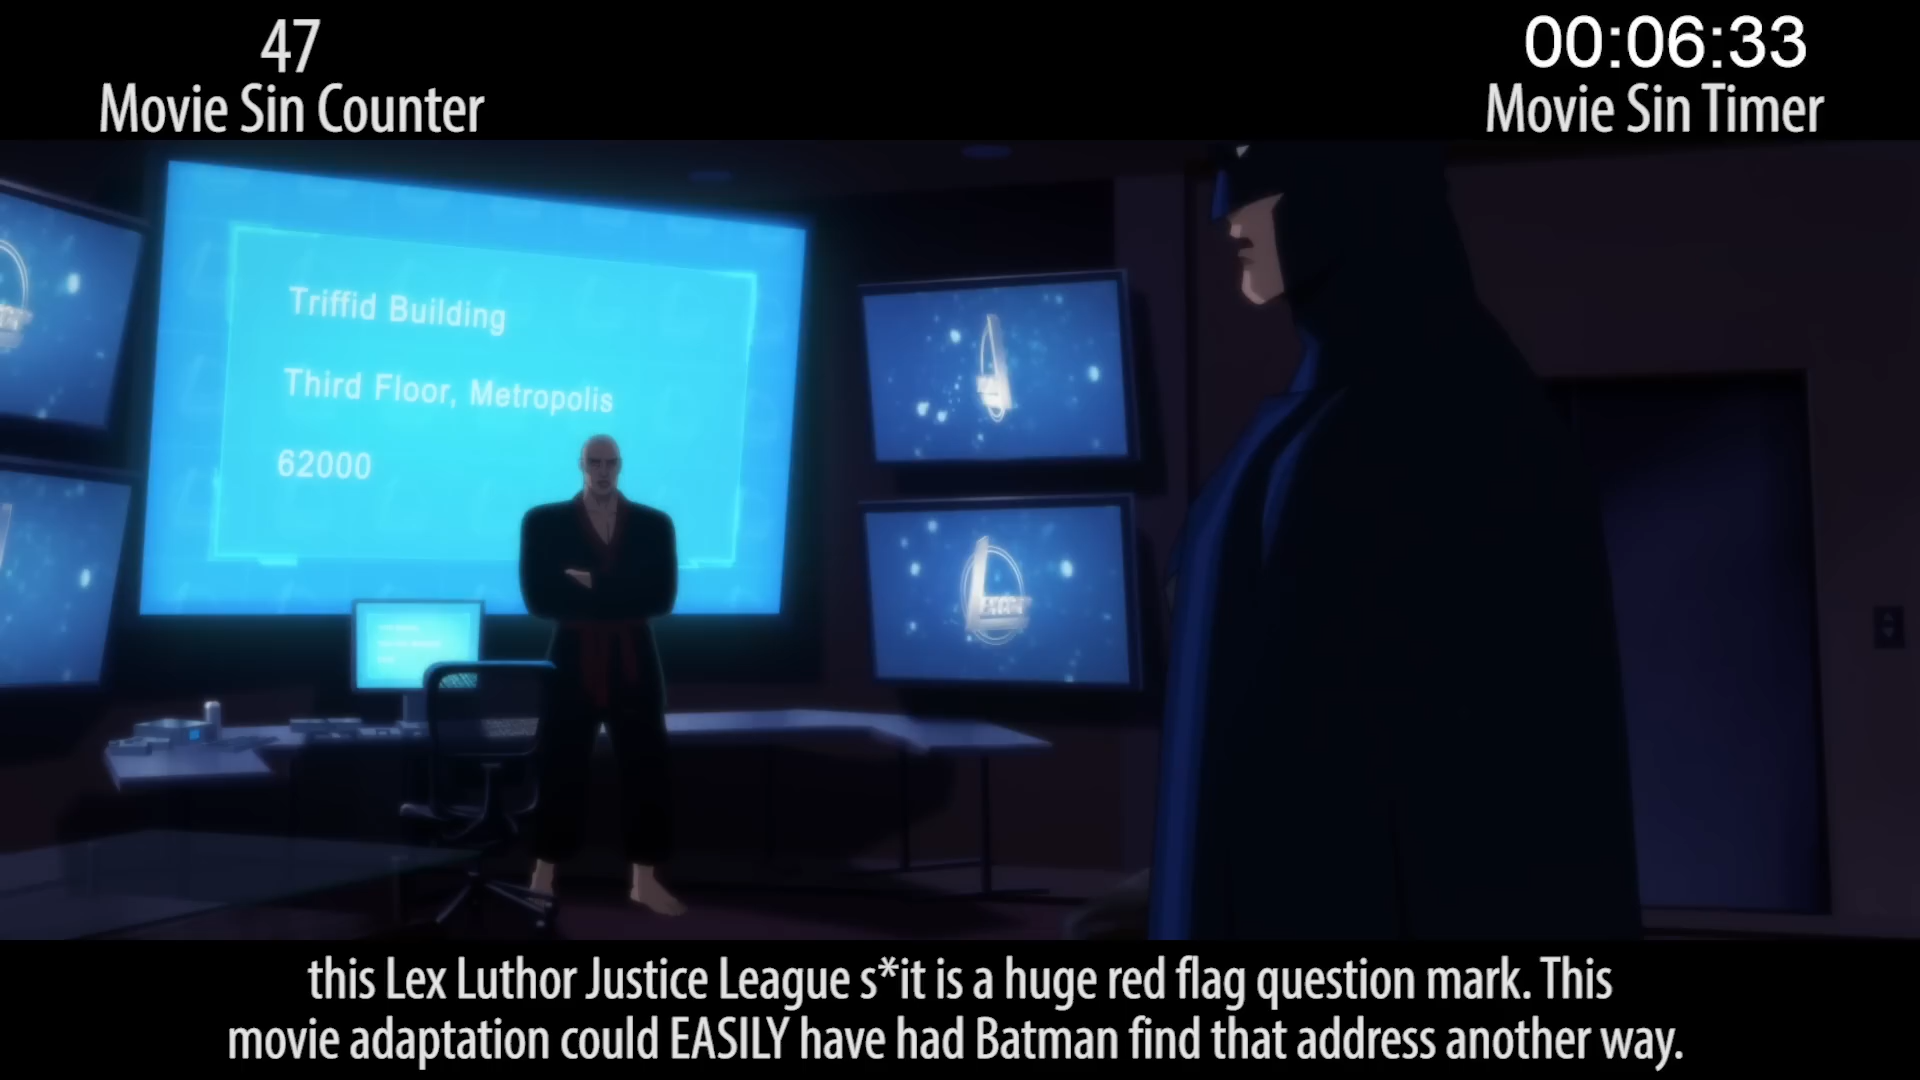 47
Movie Sin Counter
00:06:33
Movie Sin Timer
Triffid Building
Third Floor, Metropolis
62000
this Lex Luthor Justice League s*it is a huge red flag question mark. This
movie adaptation could EASILY have had Batman find that address another way.